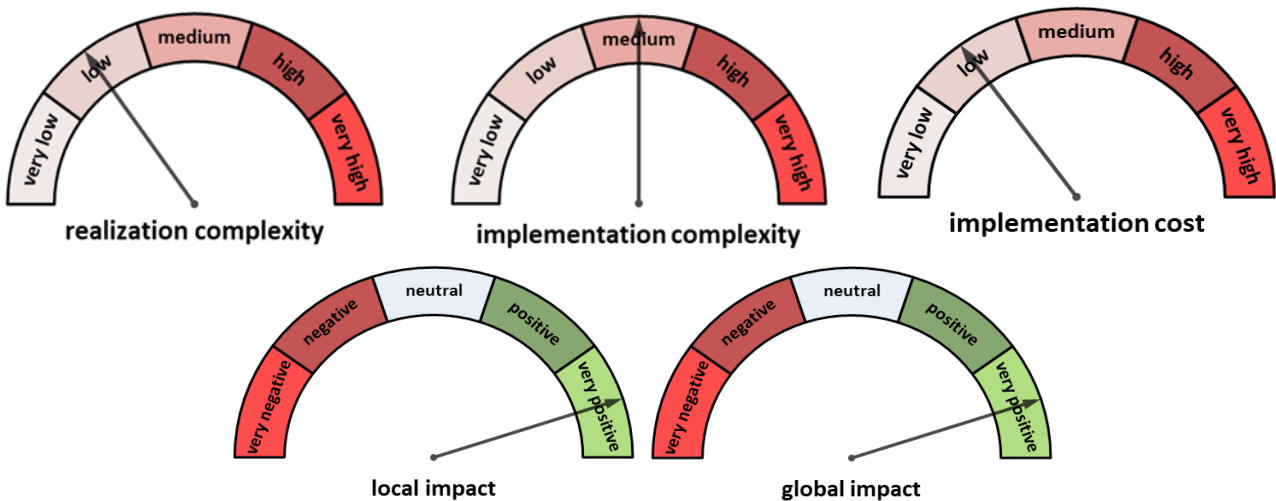 very low
low
medium
high
very high
realization complexity
very low
low
medium
high
very high
implementation complexity
very low
low
medium
high
very high
implementation cost
very negative
negative
neutral
positive
very positive
local impact
very negative
negative
neutral
positive
very positive
global impact